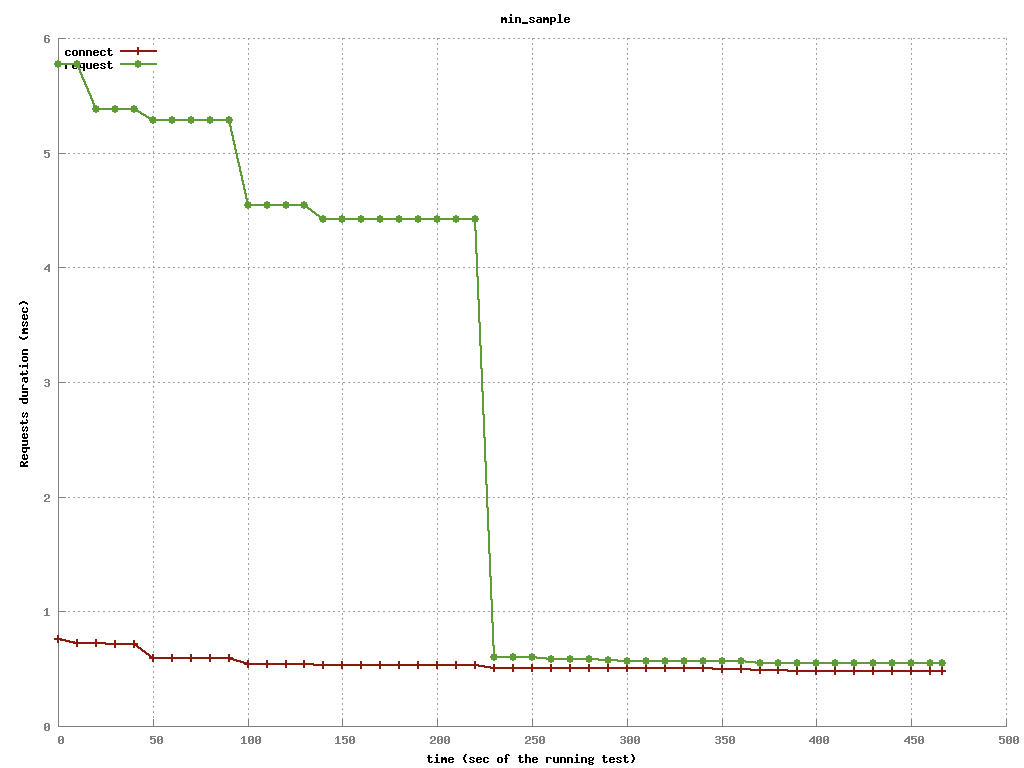 min_sample
connect
request
6
5
4
3
2
1
0
Requests duration (msec)
0 50 100 150 200 250 300 350 400 450 500
time (sec of the running test)